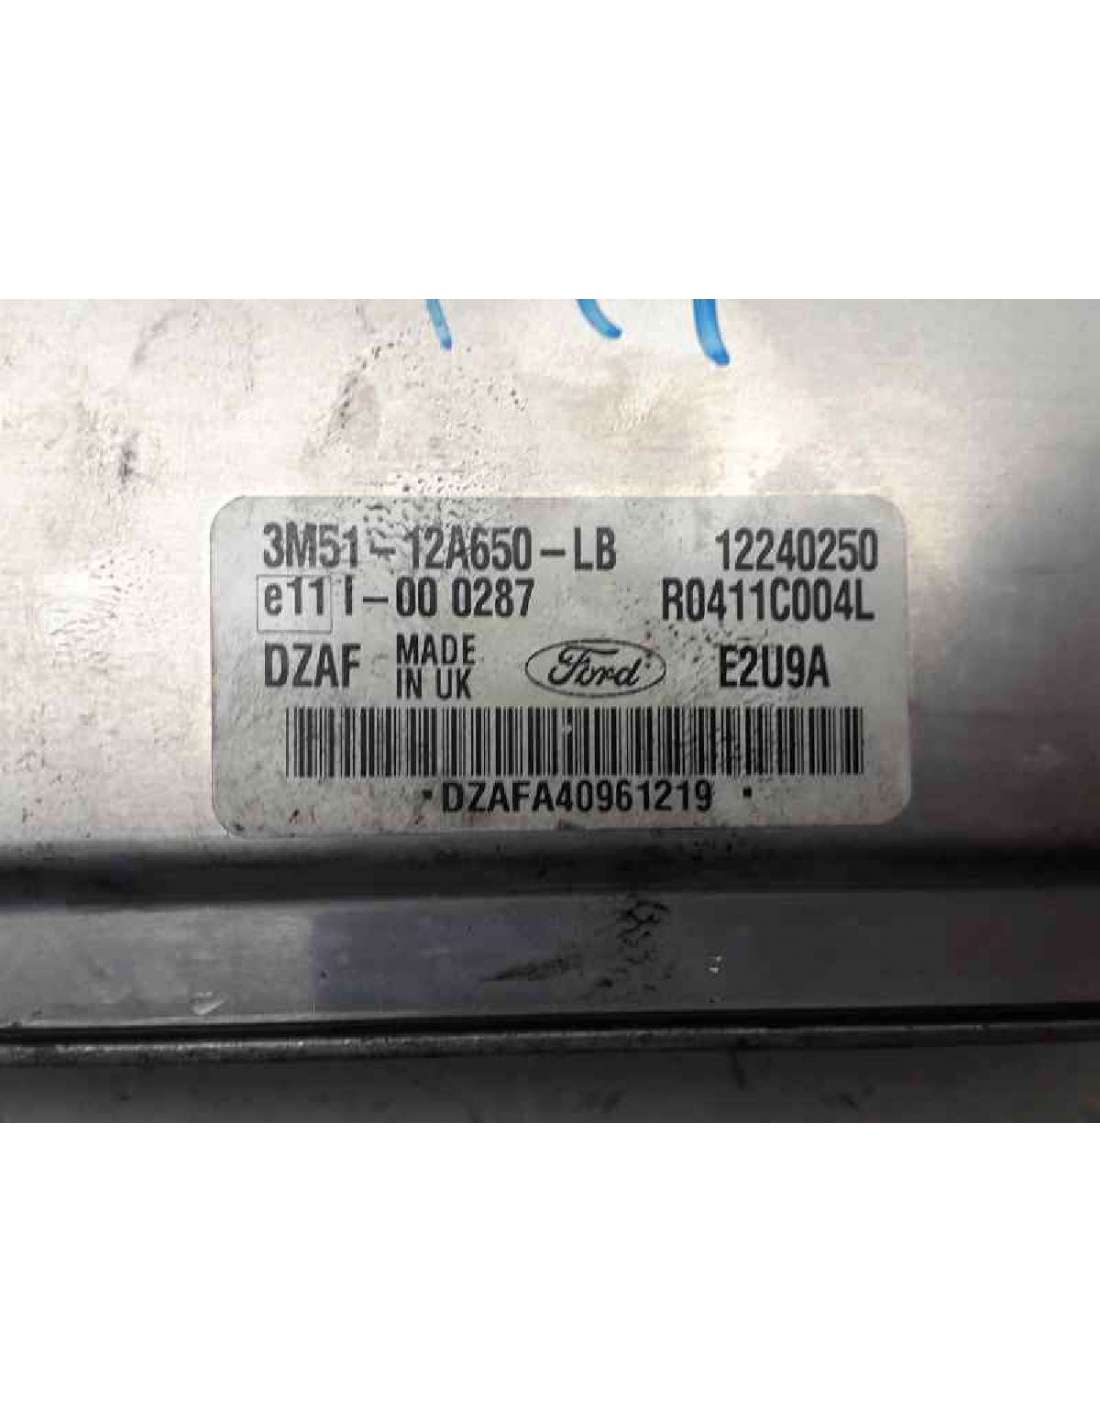 3M51-12A650-LB 12240250
e11 I-00 0287 R0411C004L
DZAF MADE IN UK Ford E2U9A
DZAFA40961219